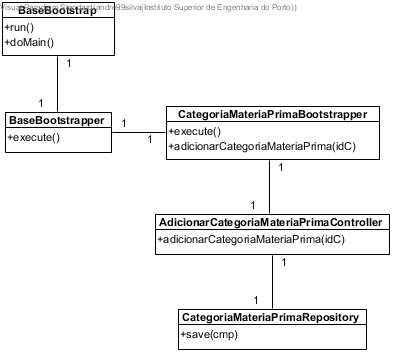 Visual Paradigm Standard(andre99silva(Instituto Superior de Engenharia do Porto))
BaseBootstrap
+run()
+doMain()
1
1
BaseBootstrapper
+execute()
1
1
CategoriaMateriaPrimaBootstrapper
+execute()
+adicionarCategoriaMateriaPrima(idC)
1
1
AdicionarCategoriaMateriaPrimaController
+adicionarCategoriaMateriaPrima(idC)
1
1
CategoriaMateriaPrimaRepository
+save(cmp)